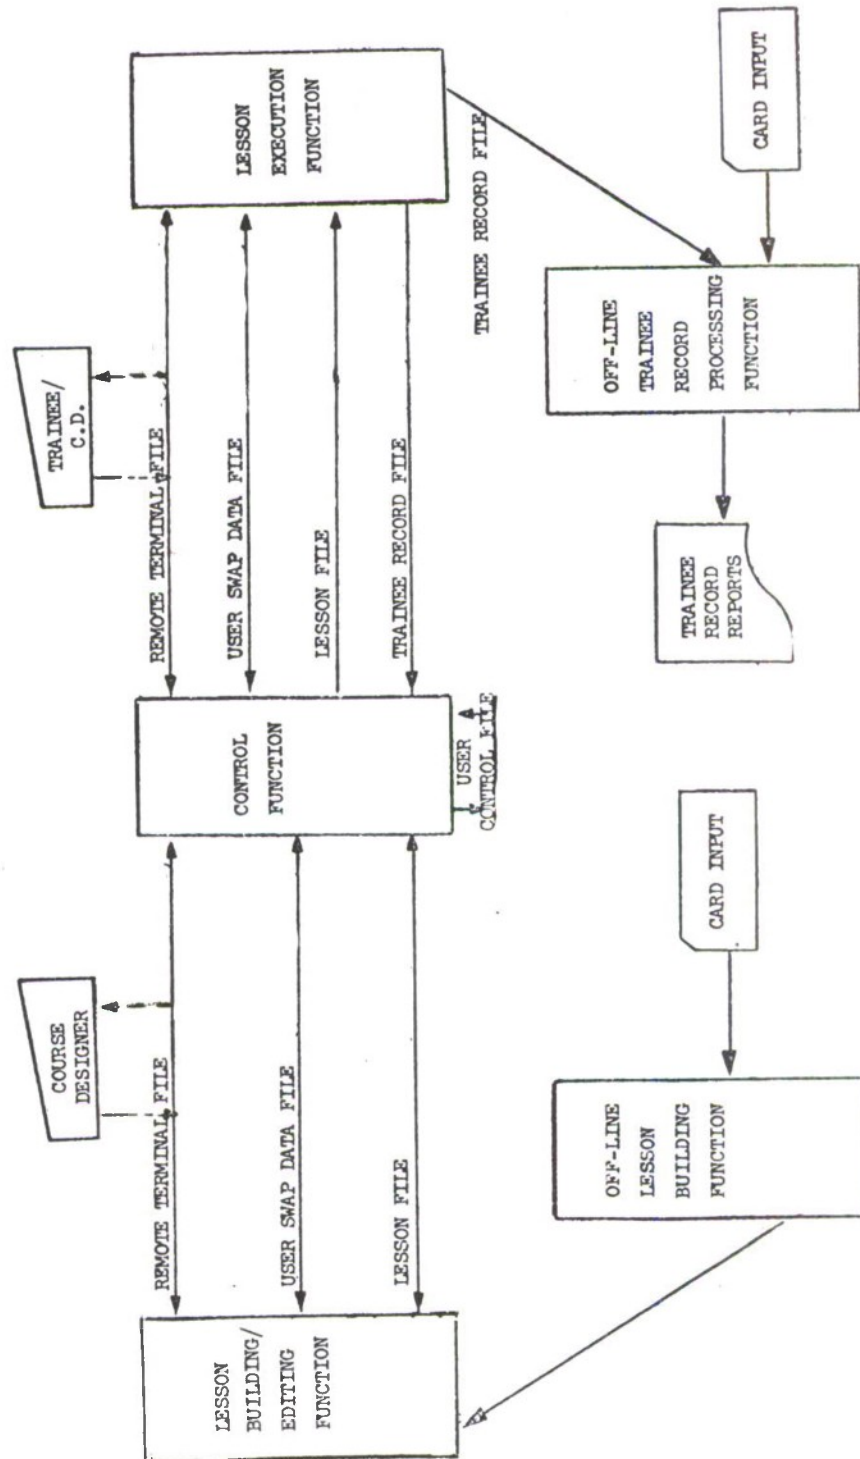 COURSE
DESIGNER
TRAINEE/
C.D.
LESSON
BUILDING/
EDITING
FUNCTION
REMOTE TERMINAL FILE
USER SWAP DATA FILE
LESSON FILE
CONTROL
FUNCTION
USER
CONTROL FILE
REMOTE TERMINAL FILE
USER SWAP DATA FILE
LESSON FILE
TRAINEE RECORD FILE
LESSON
EXECUTION
FUNCTION
TRAINEE RECORD FILE
OFF-LINE
LESSON
BUILDING
FUNCTION
CARD INPUT
TRAINEE
RECORD
REPORTS
OFF-LINE
TRAINEE
RECORD
PROCESSING
FUNCTION
CARD INPUT